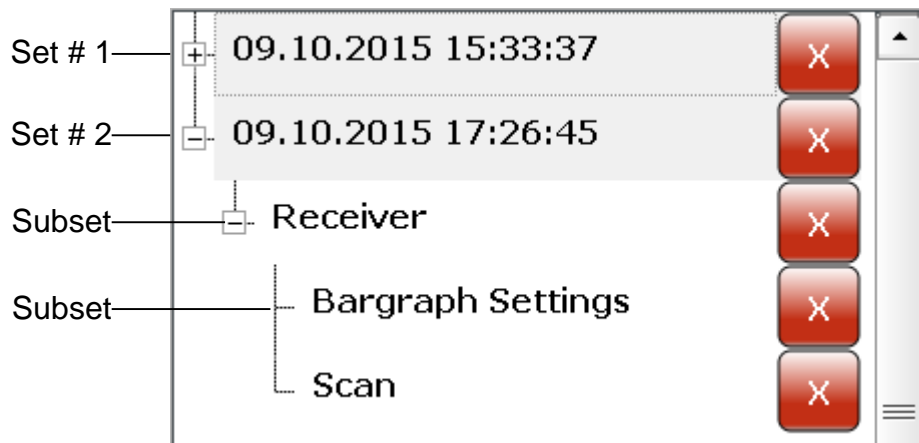 Set # 1 09.10.2015 15:33:37 X
Set # 2 09.10.2015 17:26:45 X
Subset Receiver X
Subset Bargraph Settings X
Scan X